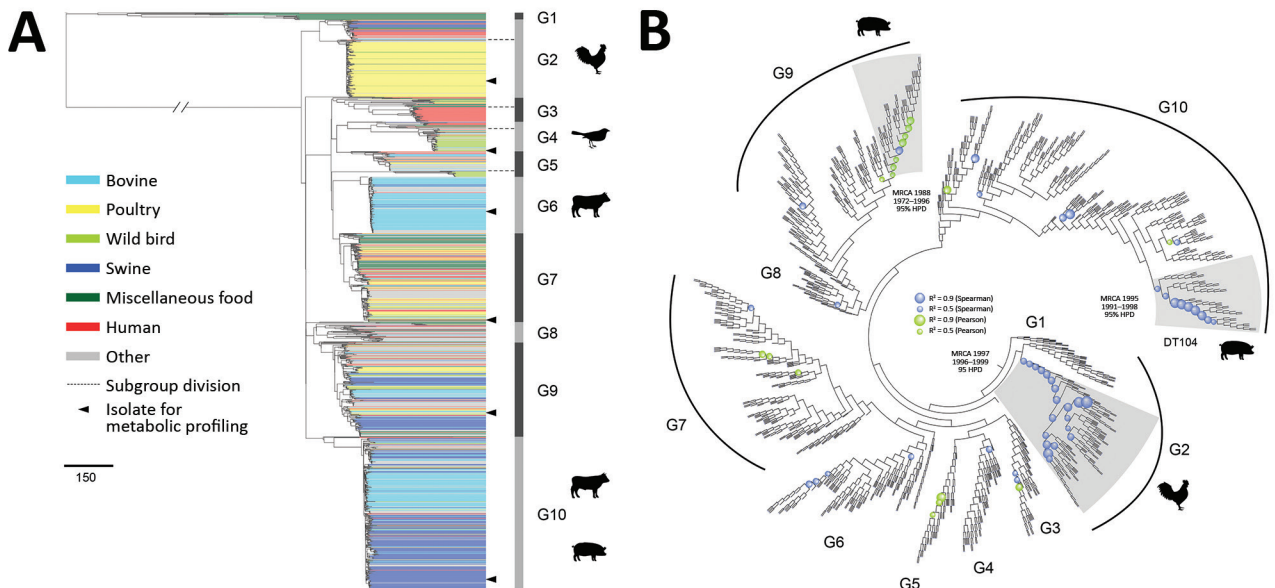 A
G1
G2
G3
G4
G5
G6
G7
G8
G9
G10
Bovine
Poultry
Wild bird
Swine
Miscellaneous food
Human
Other
Subgroup division
Isolate for
metabolic profiling
150
B
G9
G10
MRCA 1988
1972–1996
95% HPD
G8
R² = 0.9 (Spearman)
R² = 0.5 (Spearman)
R² = 0.9 (Pearson)
R² = 0.5 (Pearson)
MRCA 1995
1991–1998
95% HPD
DT104
G1
MRCA 1997
1996–1999
95 HPD
G7
G2
G6
G5
G4
G3